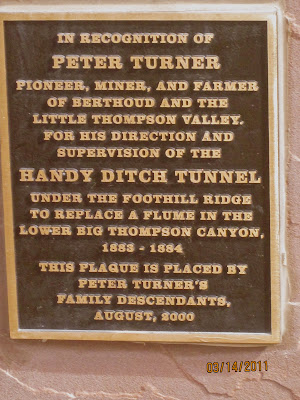 IN RECOGNITION OF
PETER TURNER
PIONEER, MINER, AND FARMER
OF BERTHOUD AND THE
LITTLE THOMPSON VALLEY.
FOR HIS DIRECTION AND
SUPERVISION OF THE
HANDY DITCH TUNNEL
UNDER THE FOOTHILL RIDGE
TO REPLACE A FLUME IN THE
LOWER BIG THOMPSON CANYON,
1883 - 1884
THIS PLAQUE IS PLACED BY
PETER TURNER'S
FAMILY DESCENDANTS,
AUGUST, 2000
09/14/2011